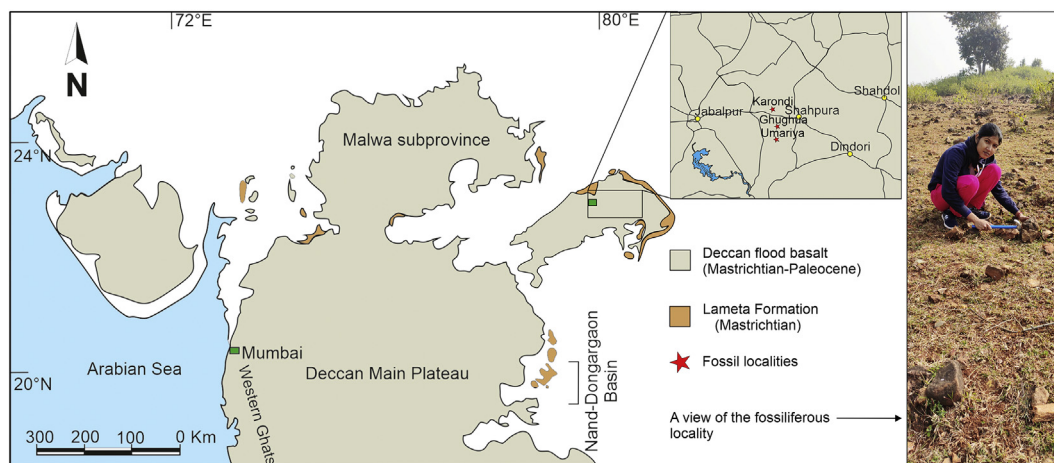 72°E
80°E
N
24°N
Malwa subprovince
Karondi
Shahdol
Jabalpur
Shahpura
Ghughua
Umariya
Dindori
Deccan flood basalt
(Mastrichtian-Paleocene)
Lameta Formation
(Mastrichtian)
Mumbai
Fossil localities
20°N
Arabian Sea
Deccan Main Plateau
Western Ghats
Nand-Dongargaon
Basin
A view of the fossiliferous
locality
300 200 100 0 Km